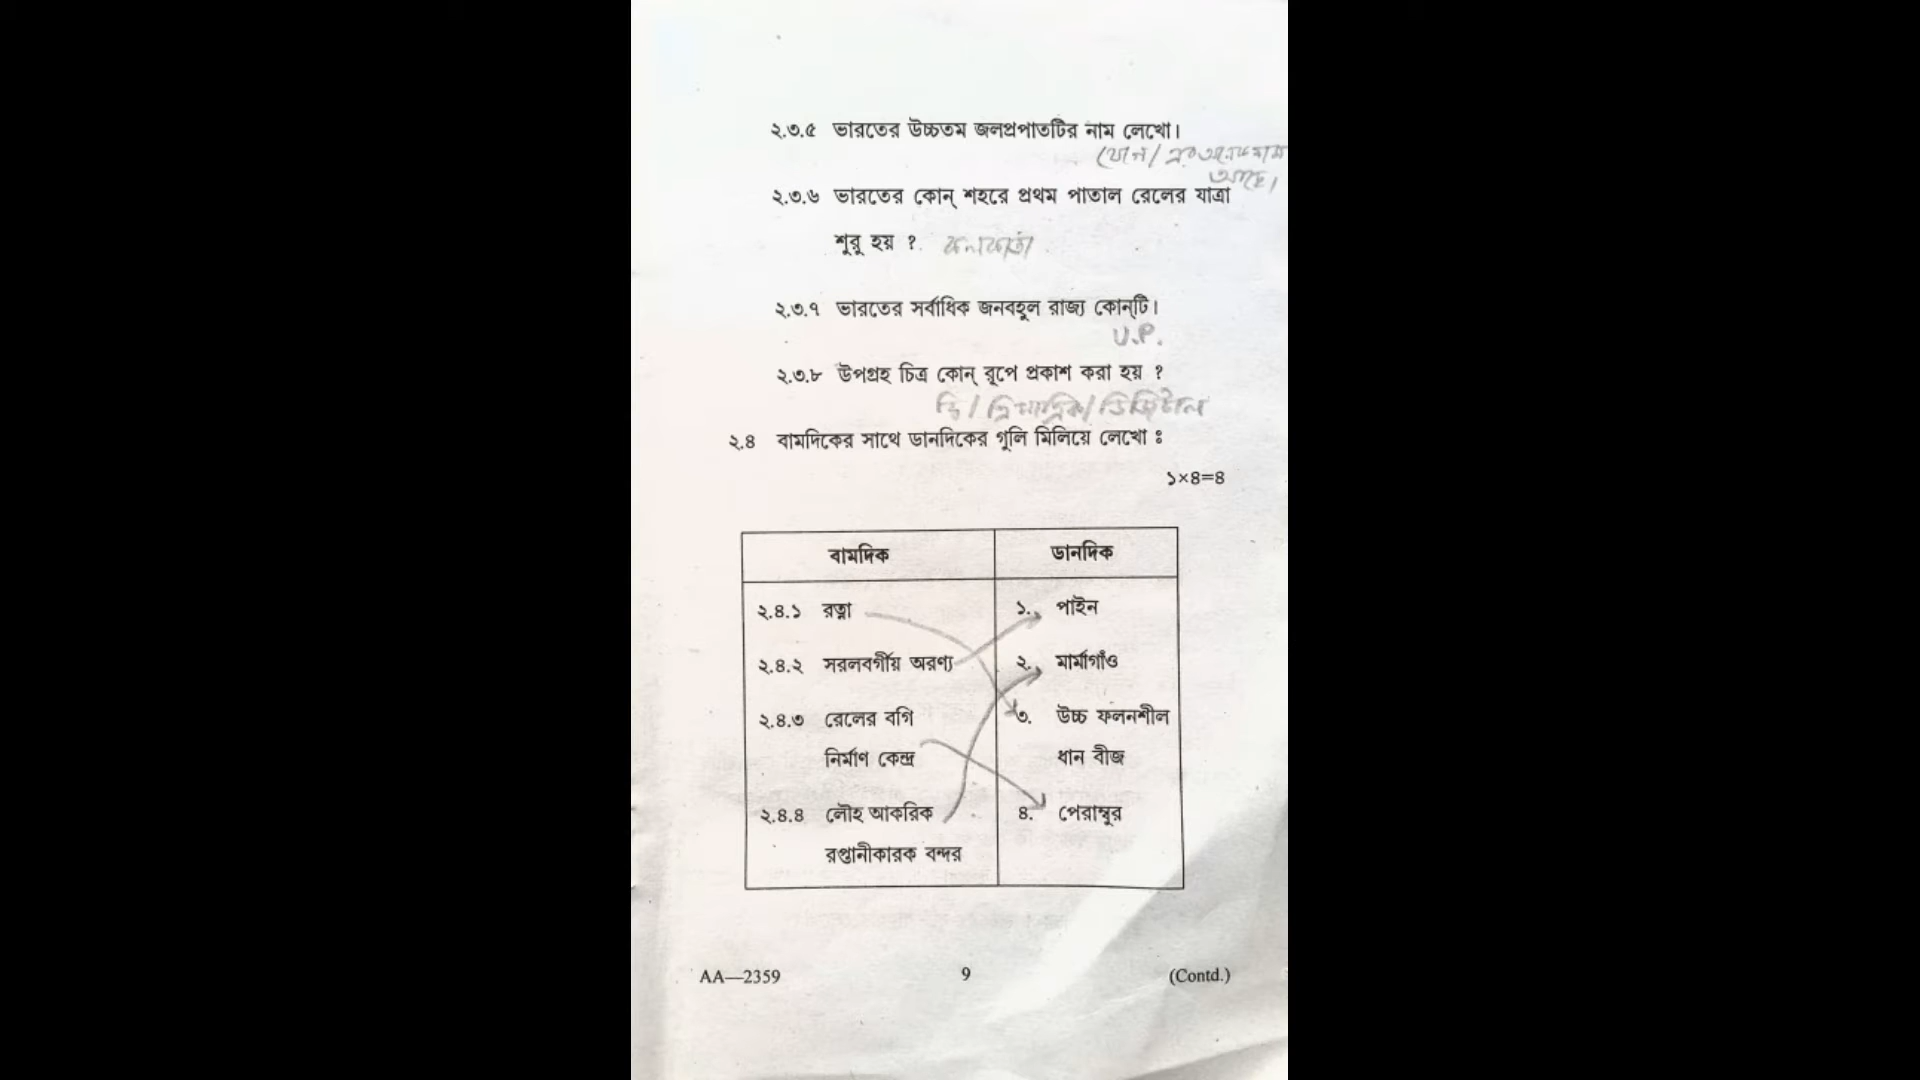 ২.৩.৫ ভারতের উচ্চতম জলপ্রপাতটির নাম লেখো।
২.৩.৬ ভারতের কোন্ শহরে প্রথম পাতাল রেলের যাত্রা
শুরু হয় ? কলকাতা
২.৩.৭ ভারতের সর্বাধিক জনবহুল রাজ্য কোন্‌টি।
U.P.
২.৩.৮ উপগ্রহ চিত্র কোন্ রূপে প্রকাশ করা হয় ?
ত্রিমাত্রিক/ডিজিটাল
২.৪ বামদিকের সাথে ডানদিকের গুলি মিলিয়ে লেখো ঃ
১×৪=৪
বামদিক ডানদিক
২.৪.১ রত্না ১. পাইন
২.৪.২ সরলবর্গীয় অরণ্য ২. মার্মাগাঁও
২.৪.৩ রেলের বগি ৩. উচ্চ ফলনশীল
নির্মাণ কেন্দ্র ধান বীজ
২.৪.৪ লৌহ আকরিক ৪. পেরাম্বুর
রপ্তানীকারক বন্দর
AA—2359 9 (Contd.)